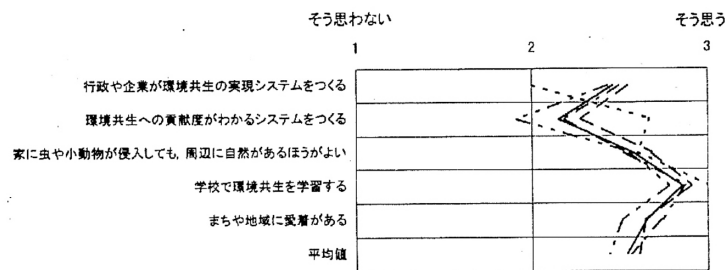 そう思わない そう思う
1 2 3
行政や企業が環境共生の実現システムをつくる
環境共生への貢献度がわかるシステムをつくる
家に虫や小動物が侵入しても，周辺に自然があるほうがよい
学校で環境共生を学習する
まちや地域に愛着がある
平均値